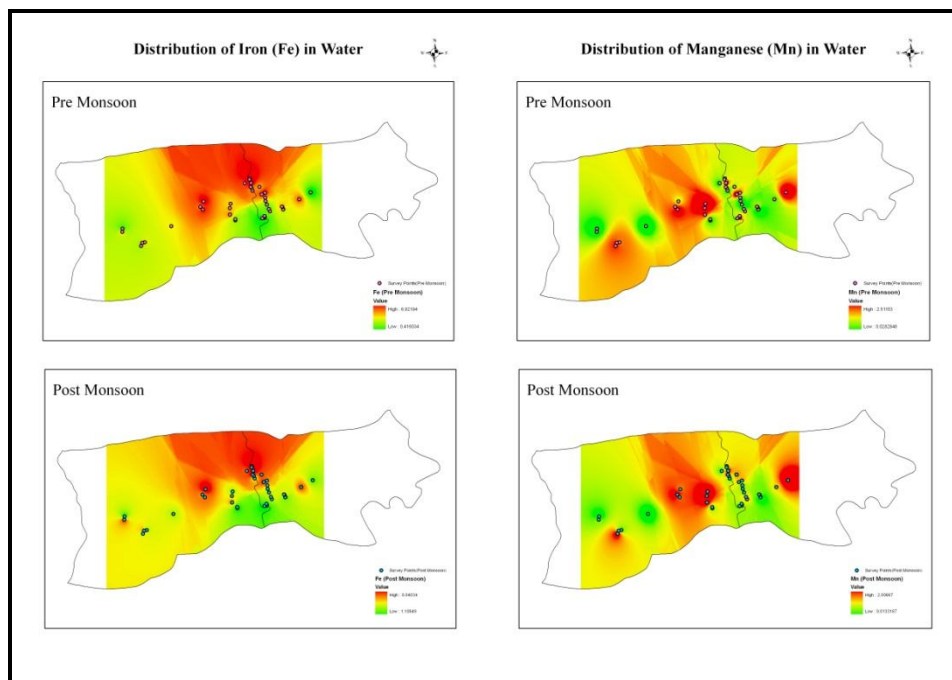 Distribution of Iron (Fe) in Water
Distribution of Manganese (Mn) in Water
Pre Monsoon
Survey Points(Pre Monsoon)
Fe (Pre Monsoon)
Value
High :
Low :
Pre Monsoon
Survey Points(Pre Monsoon)
Mn (Pre Monsoon)
Value
High :
Low :
Post Monsoon
Survey Points(Post Monsoon)
Fe (Post Monsoon)
Value
High :
Low :
Post Monsoon
Survey Points(Post Monsoon)
Mn (Post Monsoon)
Value
High :
Low :